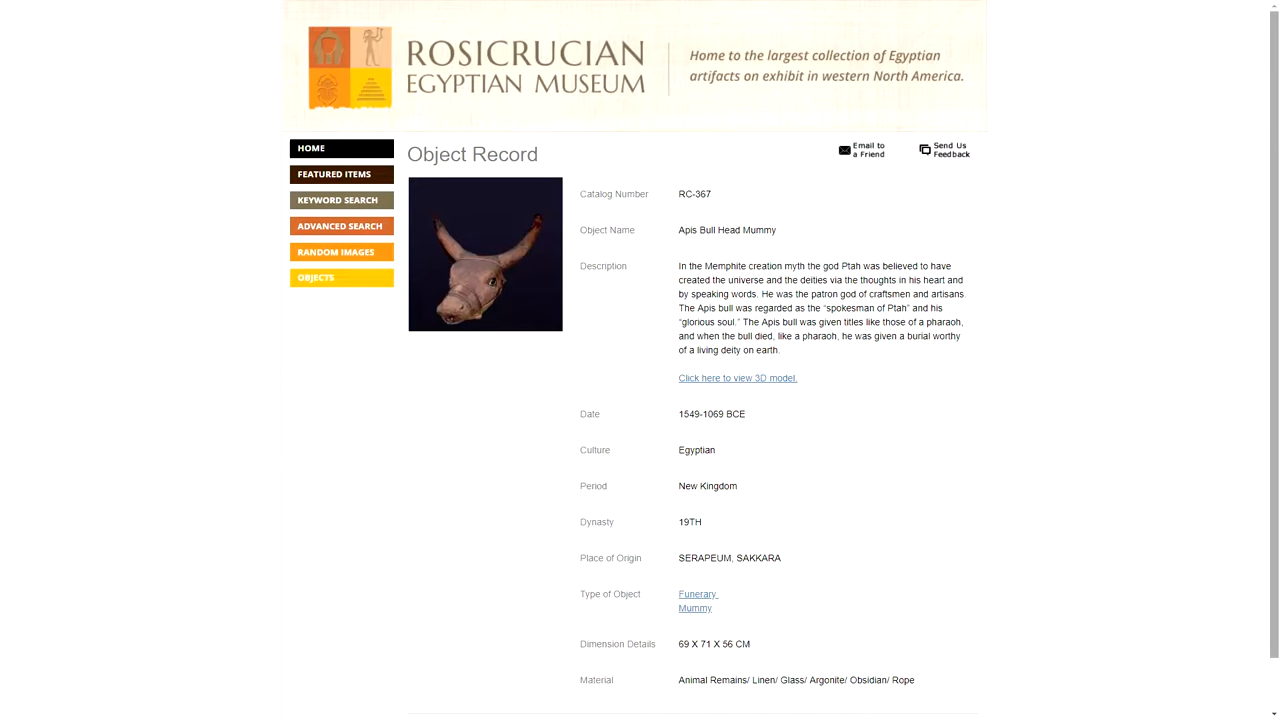 ROSICRUCIAN
EGYPTIAN MUSEUM
Home to the largest collection of Egyptian
artifacts on exhibit in western North America.
HOME
FEATURED ITEMS
KEYWORD SEARCH
ADVANCED SEARCH
RANDOM IMAGES
OBJECTS
Object Record
Email to
a Friend
Send Us
Feedback
Catalog Number RC-367
Object Name Apis Bull Head Mummy
Description In the Memphite creation myth the god Ptah was believed to have
created the universe and the deities via the thoughts in his heart and
by speaking words. He was the patron god of craftsmen and artisans.
The Apis bull was regarded as the “spokesman of Ptah” and his
“glorious soul.” The Apis bull was given titles like those of a pharaoh,
and when the bull died, like a pharaoh, he was given a burial worthy
of a living deity on earth.
Click here to view 3D model.
Date 1549-1069 BCE
Culture Egyptian
Period New Kingdom
Dynasty 19TH
Place of Origin SERAPEUM, SAKKARA
Type of Object Funerary
Mummy
Dimension Details 69 X 71 X 56 CM
Material Animal Remains/ Linen/ Glass/ Argonite/ Obsidian/ Rope